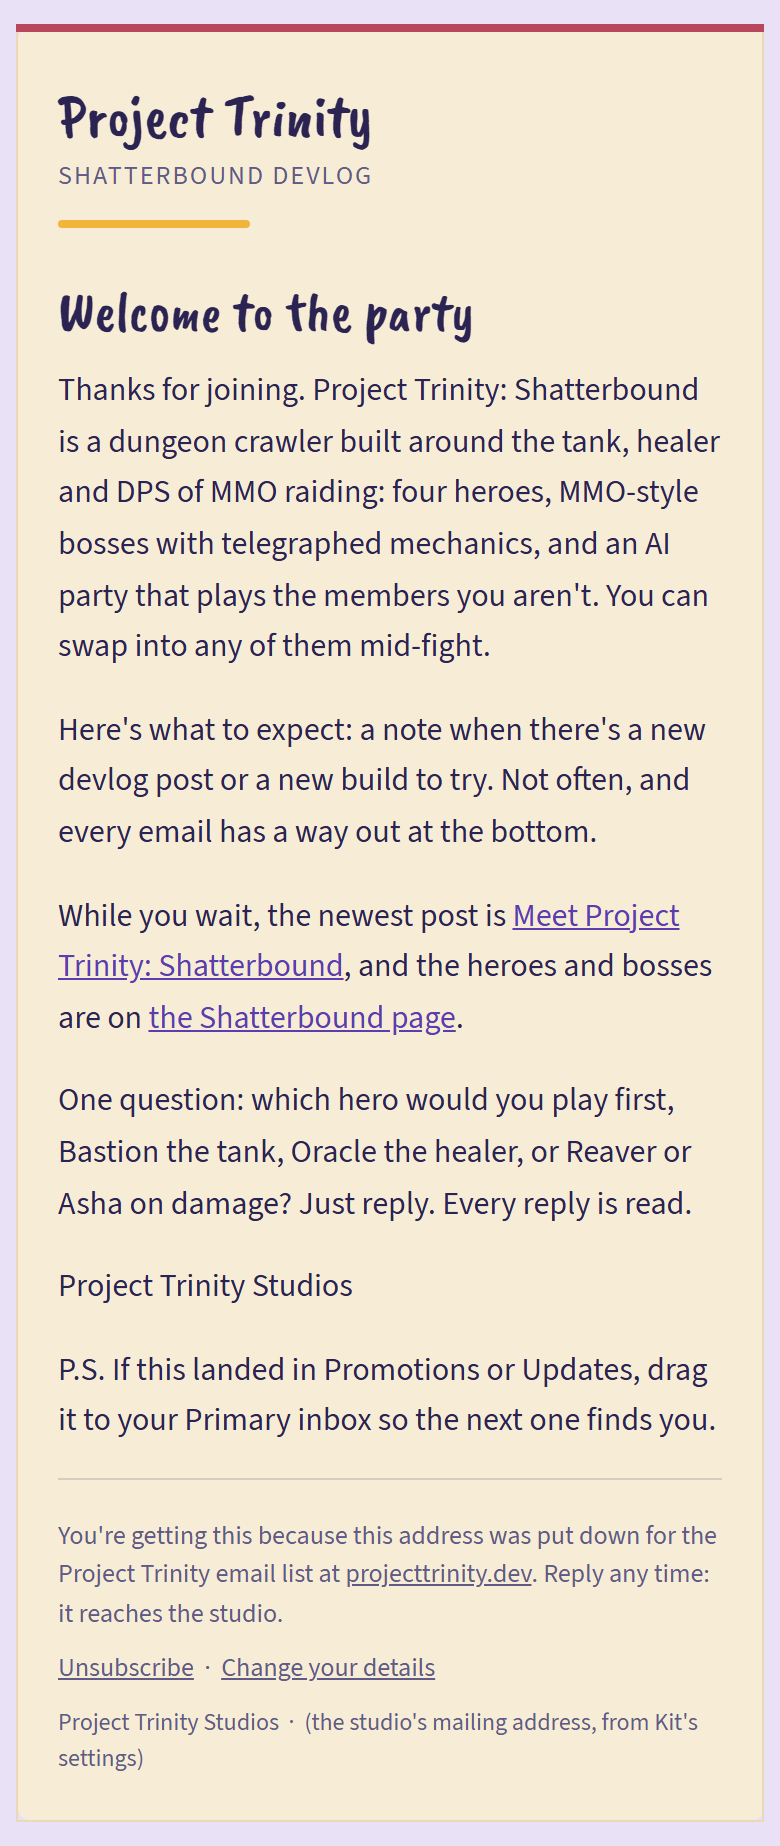 Project Trinity
SHATTERBOUND DEVLOG
Welcome to the party
Thanks for joining. Project Trinity: Shatterbound
is a dungeon crawler built around the tank, healer
and DPS of MMO raiding: four heroes, MMO-style
bosses with telegraphed mechanics, and an AI
party that plays the members you aren't. You can
swap into any of them mid-fight.
Here's what to expect: a note when there's a new
devlog post or a new build to try. Not often, and
every email has a way out at the bottom.
While you wait, the newest post is Meet Project
Trinity: Shatterbound, and the heroes and bosses
are on the Shatterbound page.
One question: which hero would you play first,
Bastion the tank, Oracle the healer, or Reaver or
Asha on damage? Just reply. Every reply is read.
Project Trinity Studios
P.S. If this landed in Promotions or Updates, drag
it to your Primary inbox so the next one finds you.
You're getting this because this address was put down for the
Project Trinity email list at projecttrinity.dev. Reply any time:
it reaches the studio.
Unsubscribe · Change your details
Project Trinity Studios · (the studio's mailing address, from Kit's
settings)